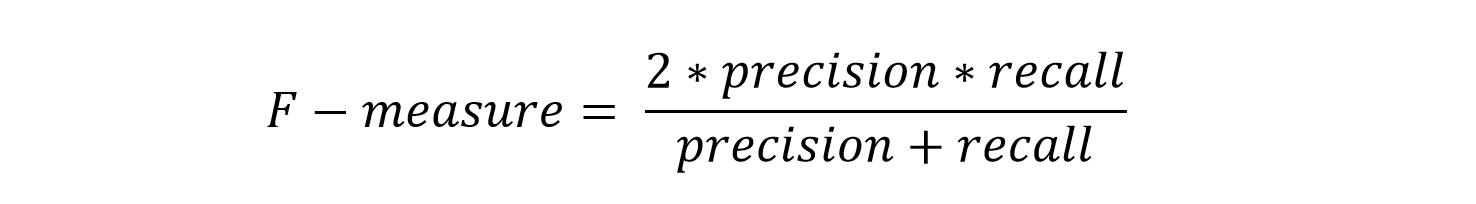 F − measure = 2 ∗ precision ∗ recall
precision + recall